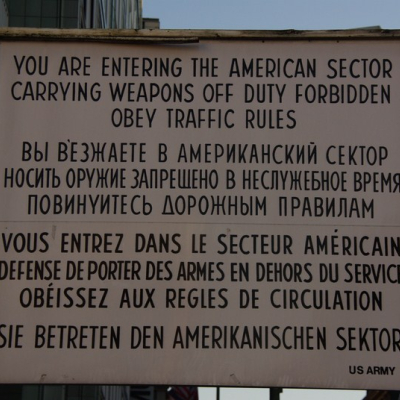 YOU ARE ENTERING THE AMERICAN SECTOR
CARRYING WEAPONS OFF DUTY FORBIDDEN
OBEY TRAFFIC RULES
ВЫ ВЪЕЗЖАЕТЕ В АМЕРИКАНСКИЙ СЕКТОР
НОСИТЬ ОРУЖИЕ ЗАПРЕЩЕНО В НЕСЛУЖЕБНОЕ ВРЕМЯ
ПОВИНУИТЕСЬ ДОРОЖНЫМ ПРАВИЛАМ
VOUS ENTREZ DANS LE SECTEUR AMÉRICAIN
DEFENSE DE PORTER DES ARMES EN DEHORS DU SERVICE
OBÉISSEZ AUX REGLES DE CIRCULATION
SIE BETRETEN DEN AMERIKANISCHEN SEKTOR
US ARMY